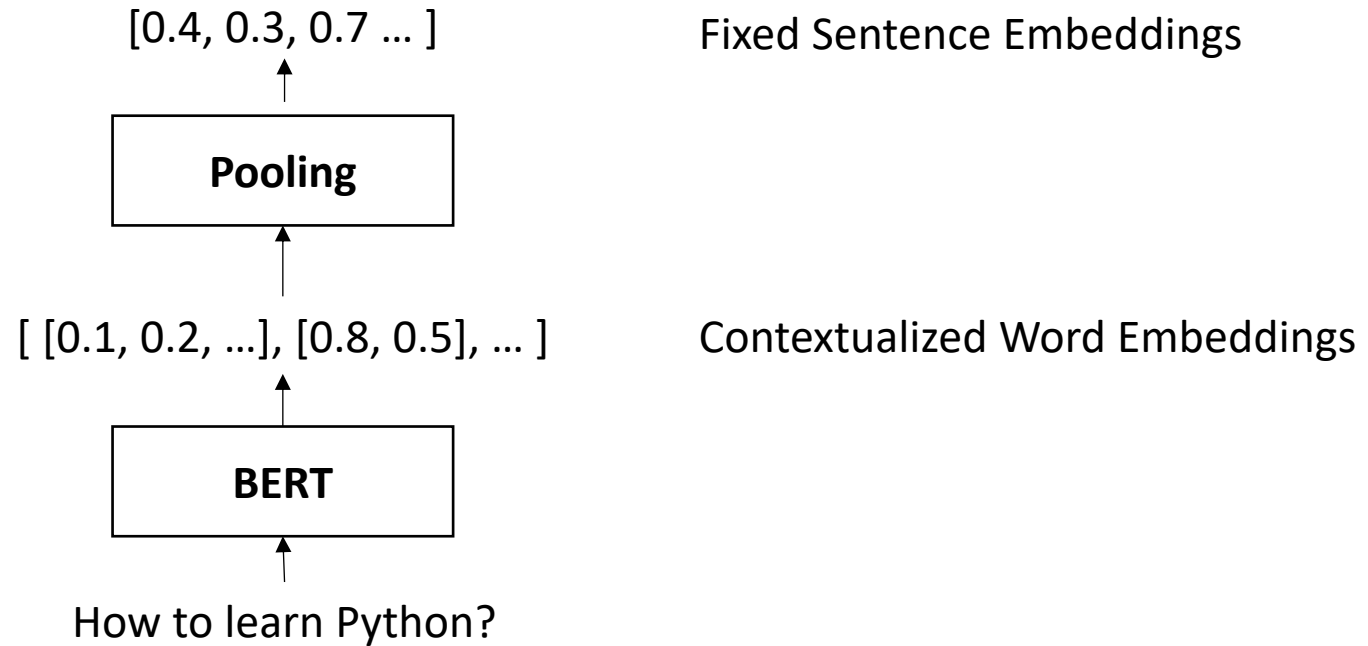 [0.4, 0.3, 0.7 … ]
Fixed Sentence Embeddings
Pooling
[ [0.1, 0.2, …], [0.8, 0.5], … ]
Contextualized Word Embeddings
BERT
How to learn Python?